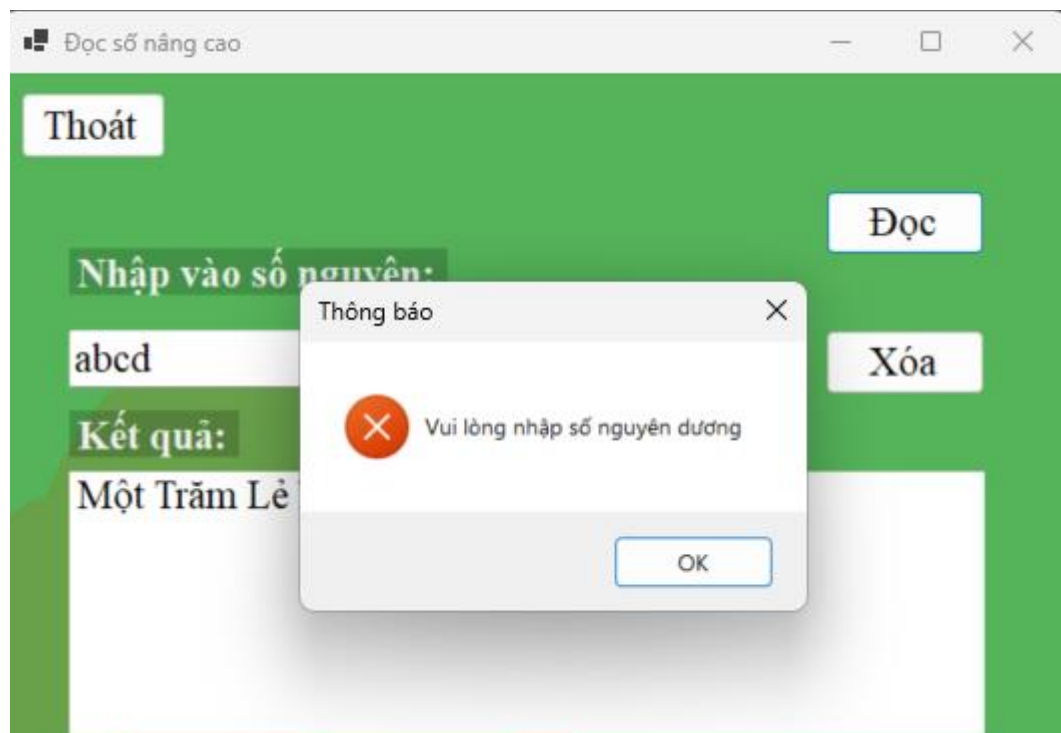 Đọc số nâng cao
Thoát
Đọc
Nhập vào số nguyên:
Thông báo
abcd
Xóa
Vui lòng nhập số nguyên dương
Kết quả:
Một Trăm Lẻ
OK